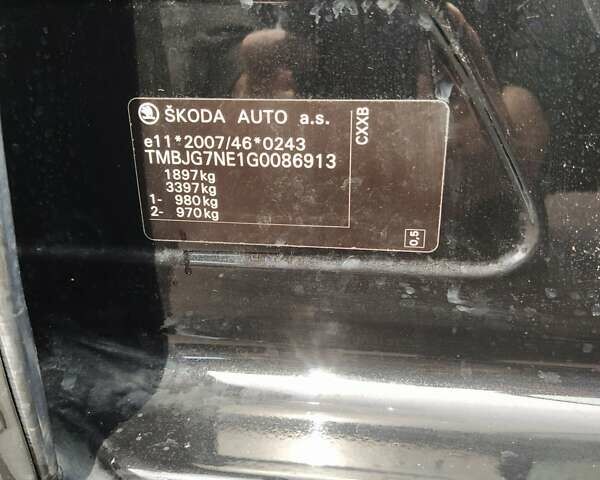 ŠKODA AUTO a.s.
e11*2007/46*0243
TMBJG7NE1G0086913
1897kg
3397kg
1- 980kg
2- 970kg
CXXB
0,5